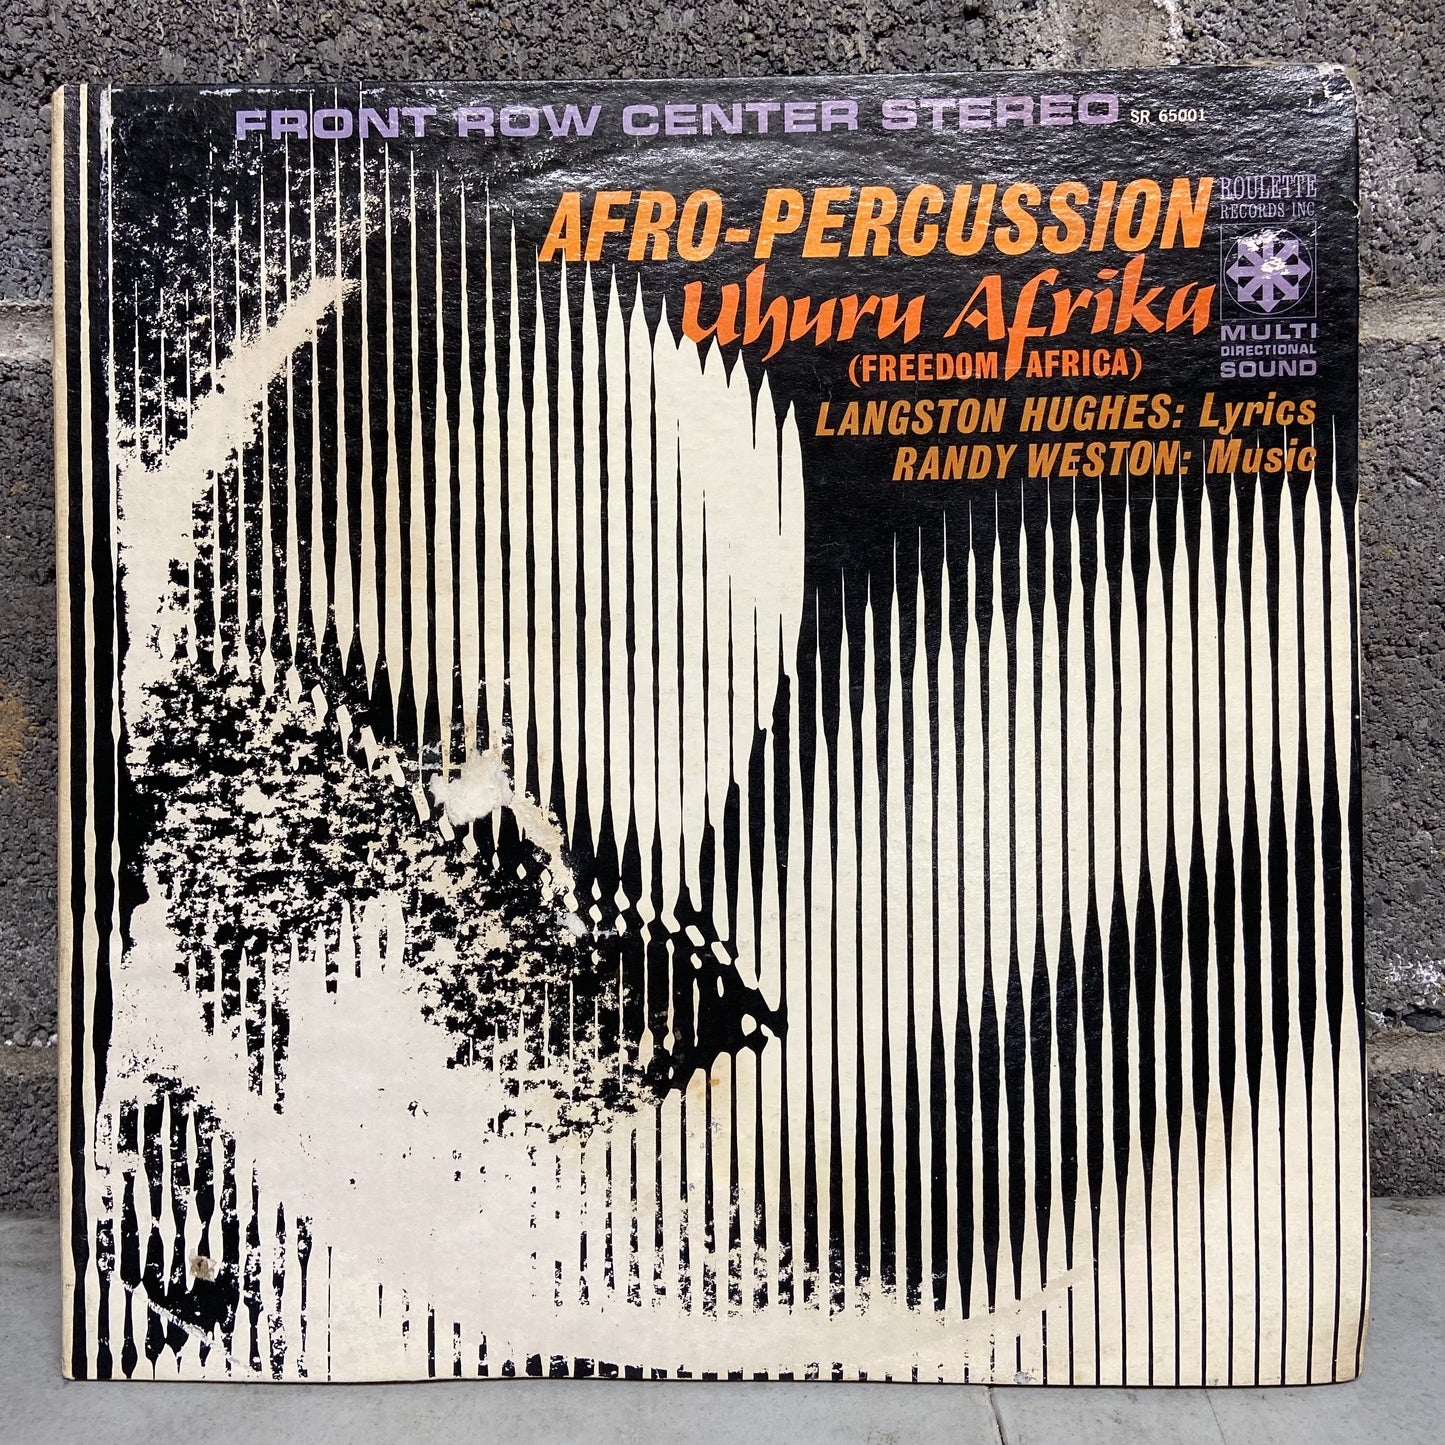 FRONT ROW CENTER STEREO SR 65001
AFRO-PERCUSSION
Uhuru Afrika
(FREEDOM AFRICA)
LANGSTON HUGHES: Lyrics
RANDY WESTON: Music
ROULETTE
RECORDS INC
MULTI
DIRECTIONAL
SOUND